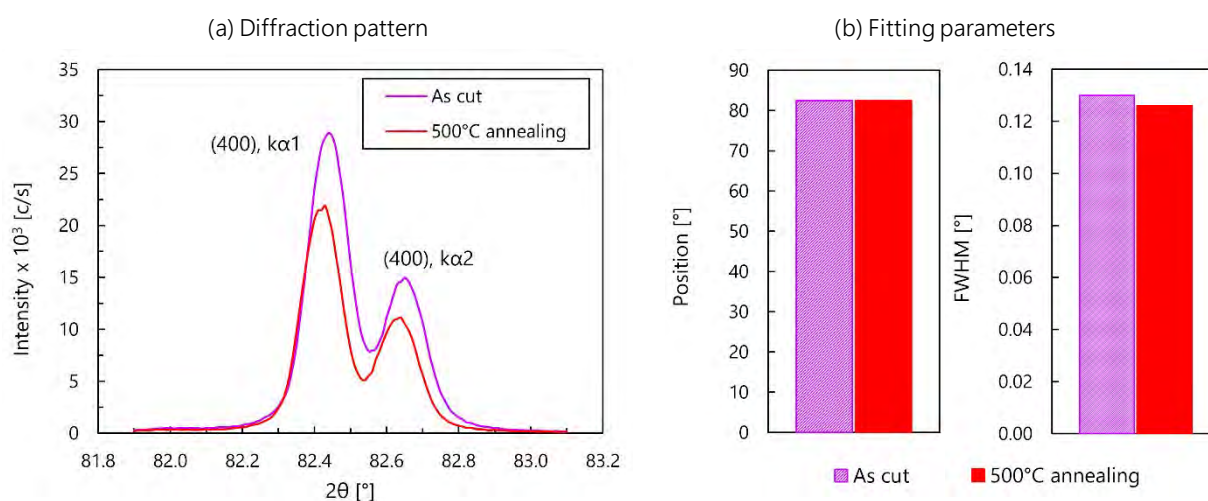 (a) Diffraction pattern
35
30
25
20
15
10
5
0
Intensity x 10³ [c/s]
As cut
500°C annealing
(400), kα1
(400), kα2
81.8 82.0 82.2 82.4 82.6 82.8 83.0 83.2
2θ [°]
(b) Fitting parameters
90
80
70
60
50
40
30
20
10
0
Position [°]
0.14
0.12
0.10
0.08
0.06
0.04
0.02
0.00
FWHM [°]
As cut 500°C annealing